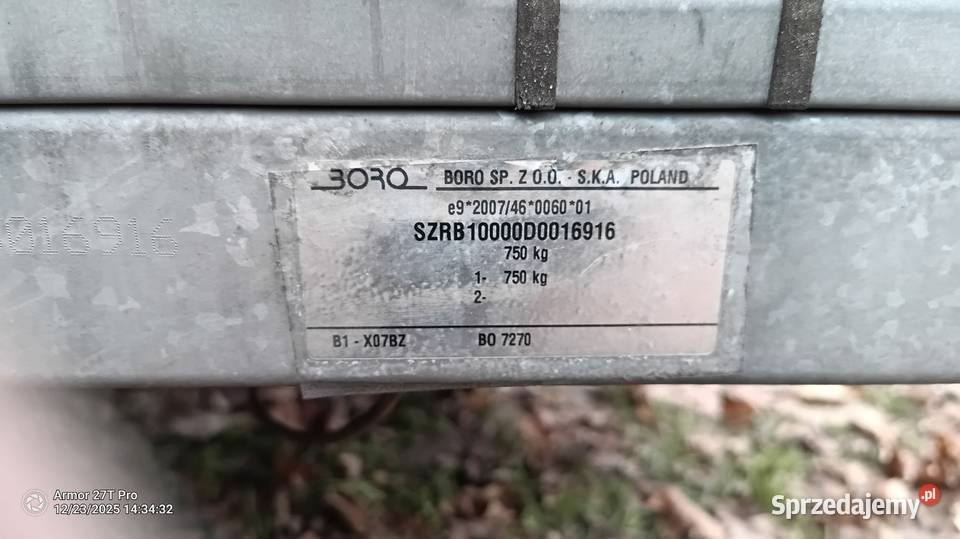 BORO BORO SP. Z O.O. - S.K.A. POLAND
e9*2007/46*0060*01
SZRB10000D0016916
750 kg
1- 750 kg
2-
B1 - X07BZ BO 7270
016916
Armor 27T Pro
12/23/2025 14:34:32
Sprzedajemy.pl